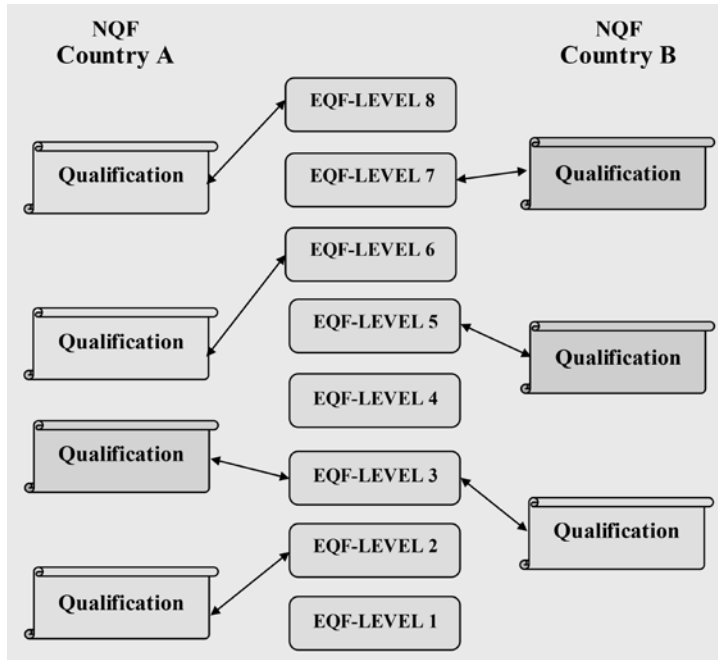 NQF
Country A
NQF
Country B
EQF-LEVEL 8
Qualification
EQF-LEVEL 7
Qualification
EQF-LEVEL 6
EQF-LEVEL 5
Qualification
Qualification
EQF-LEVEL 4
Qualification
EQF-LEVEL 3
Qualification
EQF-LEVEL 2
Qualification
EQF-LEVEL 1